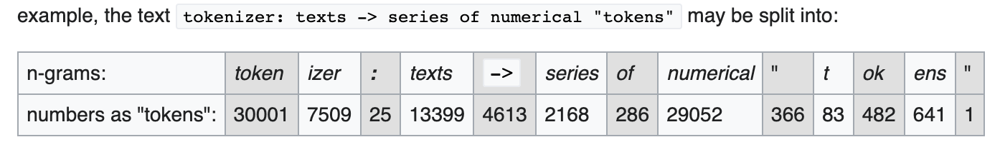 example, the text tokenizer: texts -> series of numerical "tokens" may be split into:
n-grams: token izer : texts -> series of numerical " t ok ens "
numbers as "tokens": 30001 7509 25 13399 4613 2168 286 29052 366 83 482 641 1